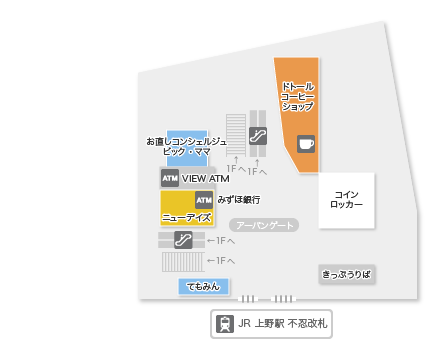 ドトール
コーヒー
ショップ
お直しコンシェルジュ
ビック・ママ
↑
1Fへ
↑
1Fへ
ATM VIEW ATM
ATM みずほ銀行
ニューデイズ
コイン
ロッカー
アーバンゲート
←1Fへ
←1Fへ
きっぷうりば
てもみん
JR 上野駅 不忍改札